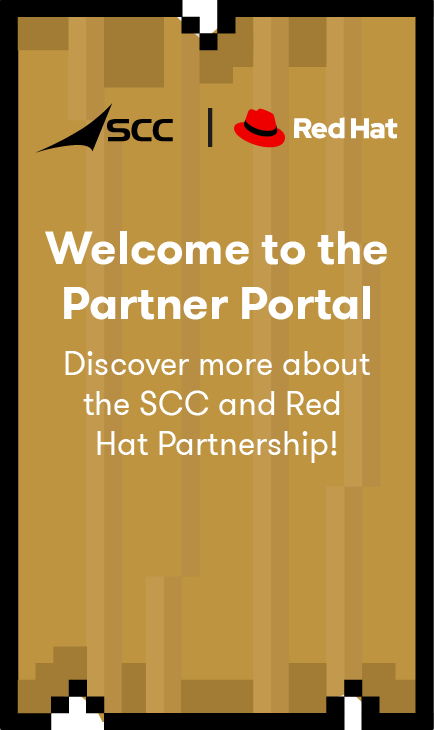 SCC | Red Hat
Welcome to the
Partner Portal
Discover more about
the SCC and Red
Hat Partnership!